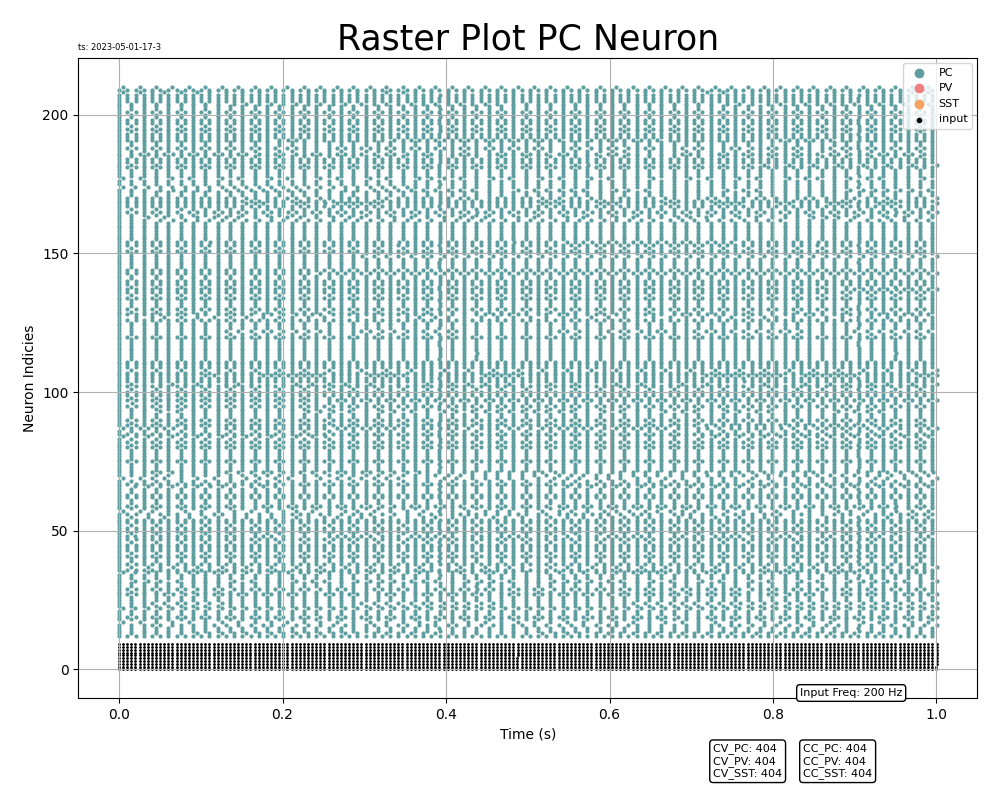 Raster Plot PC Neuron
ts: 2023-05-01-17-3
PC
PV
SST
input
200
150
100
50
0
Neuron Indicies
0.0 0.2 0.4 0.6 0.8 1.0
Time (s)
Input Freq: 200 Hz
CV_PC: 404
CV_PV: 404
CV_SST: 404
CC_PC: 404
CC_PV: 404
CC_SST: 404